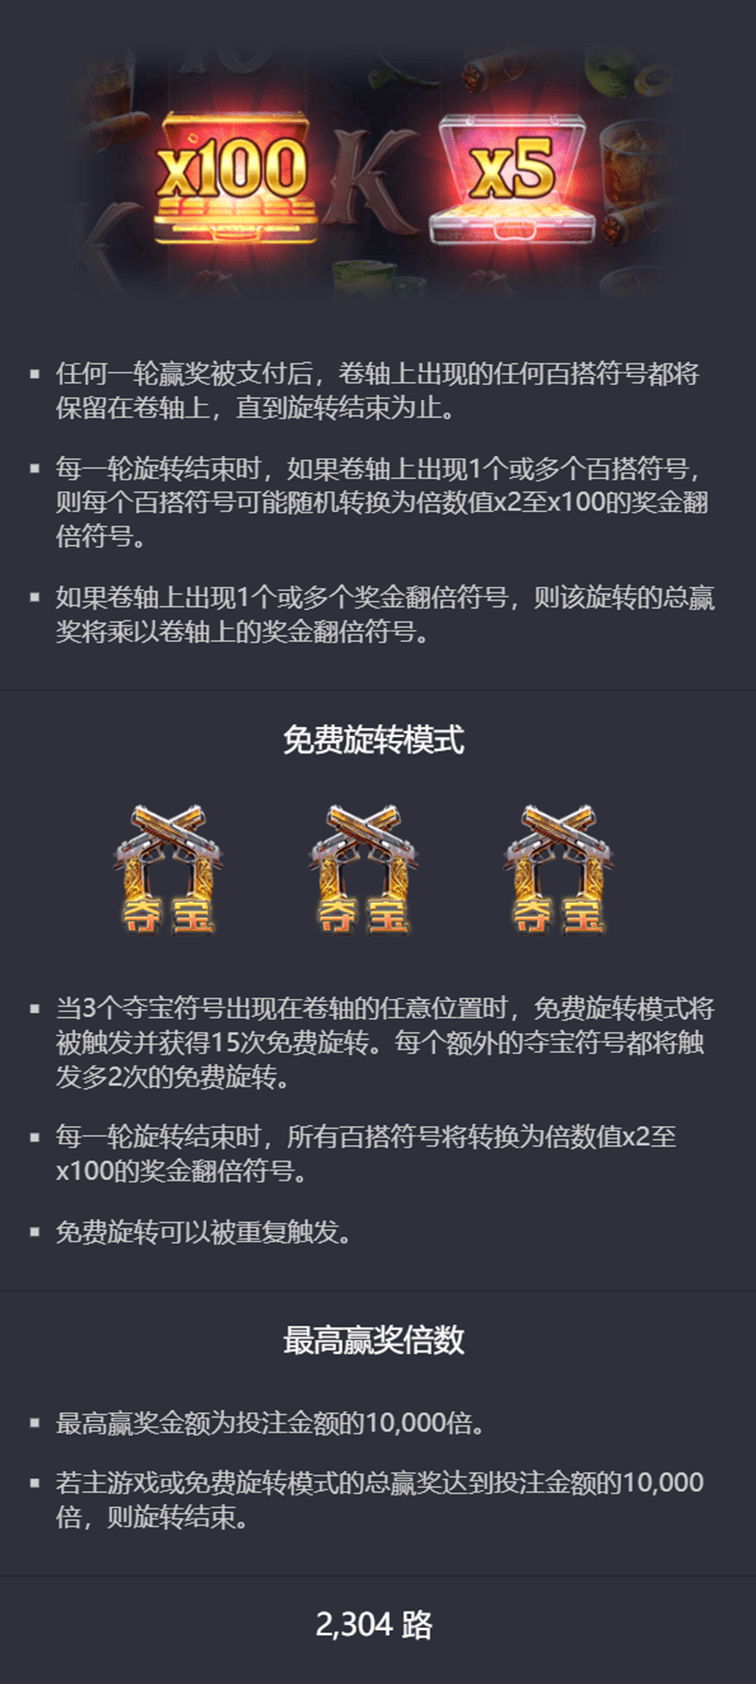 x100
K
x5
K
任何一轮赢奖被支付后，卷轴上出现的任何百搭符号都将
保留在卷轴上，直到旋转结束为止。
每一轮旋转结束时，如果卷轴上出现1个或多个百搭符号，
则每个百搭符号可能随机转换为倍数值x2至x100的奖金翻
倍符号。
如果卷轴上出现1个或多个奖金翻倍符号，则该旋转的总赢
奖将乘以卷轴上的奖金翻倍符号。
免费旋转模式
夺宝
夺宝
夺宝
当3个夺宝符号出现在卷轴的任意位置时，免费旋转模式将
被触发并获得15次免费旋转。每个额外的夺宝符号都将触
发多2次的免费旋转。
每一轮旋转结束时，所有百搭符号将转换为倍数值x2至
x100的奖金翻倍符号。
免费旋转可以被重复触发。
最高赢奖倍数
最高赢奖金额为投注金额的10,000倍。
若主游戏或免费旋转模式的总赢奖达到投注金额的10,000
倍，则旋转结束。
2,304 路